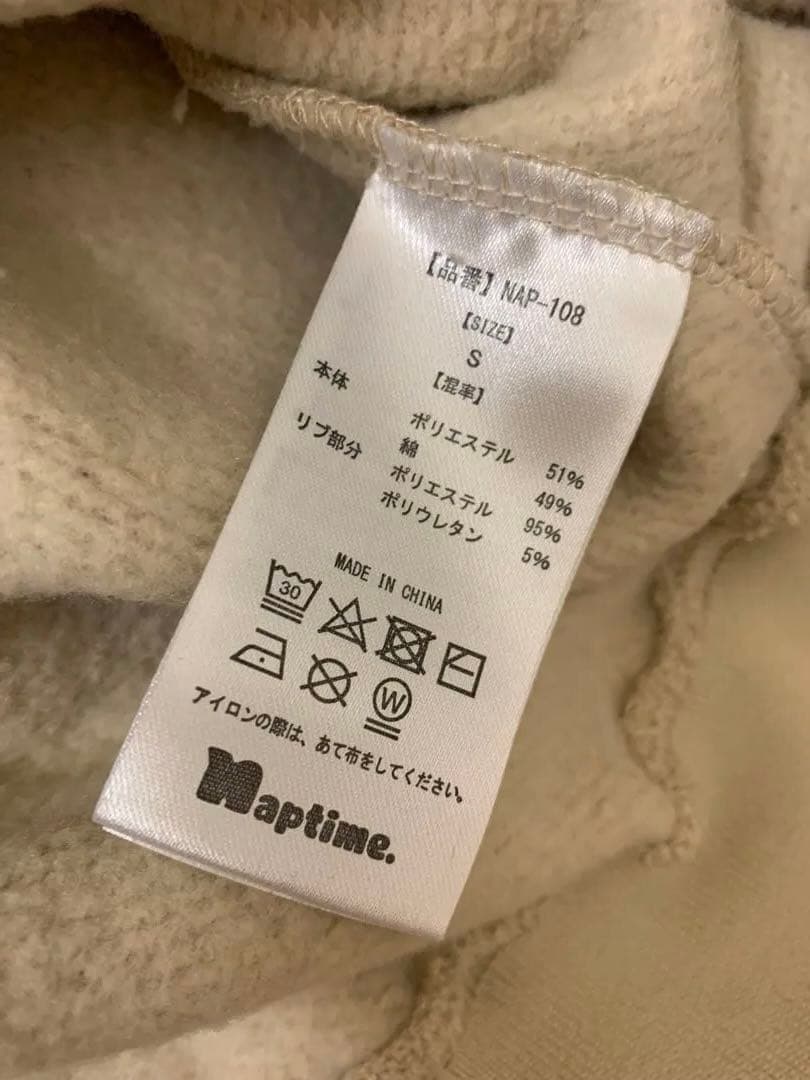 【品番】NAP-108
【SIZE】
S
【混率】
本体 ポリエステル 51%
綿 49%
リブ部分 ポリエステル 95%
ポリウレタン 5%
MADE IN CHINA
30
W
アイロンの際は、あて布をしてください。
Naptime.